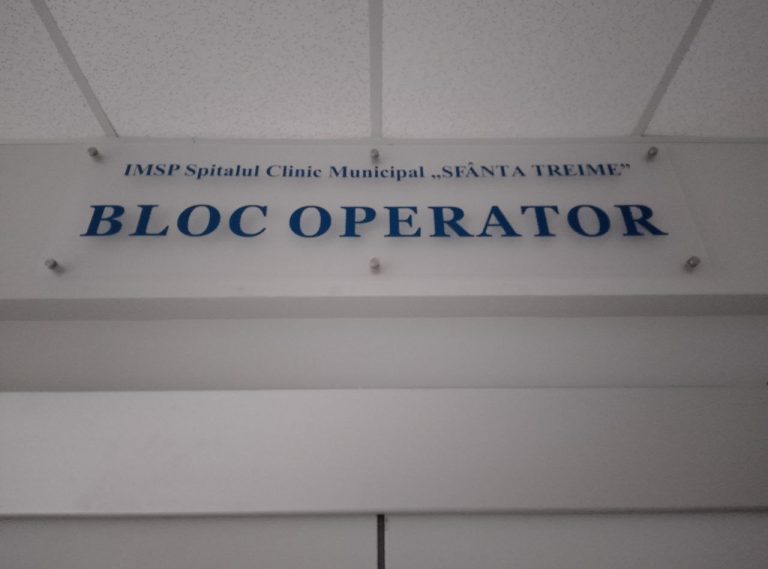 IMSP Spitalul Clinic Municipal „SFÂNTA TREIME”
BLOC OPERATOR